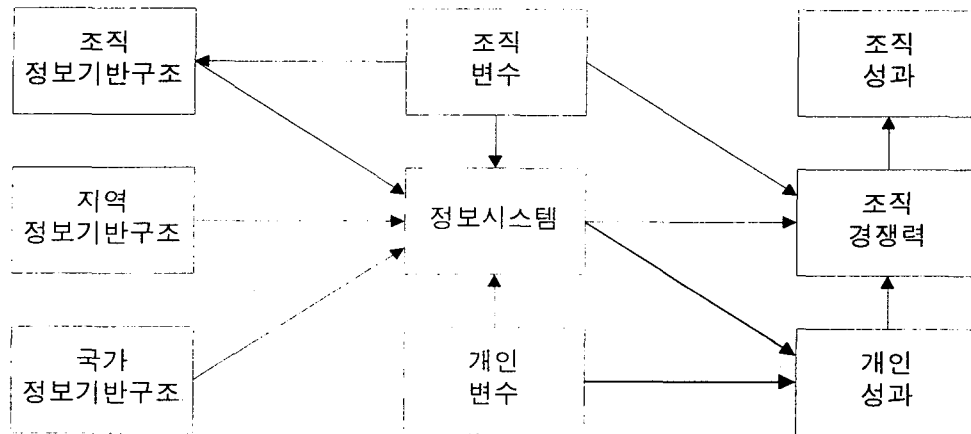 조직
정보기반구조
조직
변수
조직
성과
지역
정보기반구조
정보시스템
조직
경쟁력
국가
정보기반구조
개인
변수
개인
성과